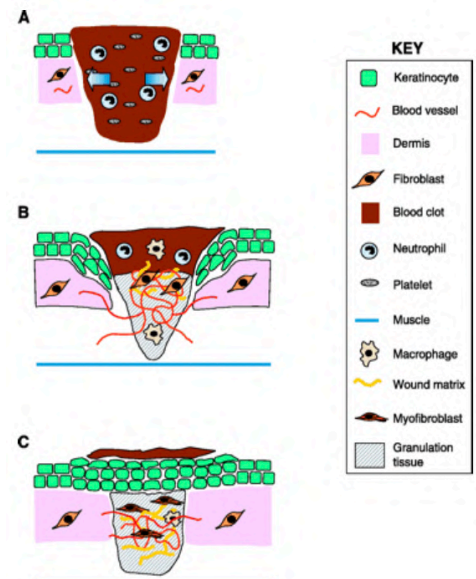 A
B
C
KEY
Keratinocyte
Blood vessel
Dermis
Fibroblast
Blood clot
Neutrophil
Platelet
Muscle
Macrophage
Wound matrix
Myofibroblast
Granulation
tissue